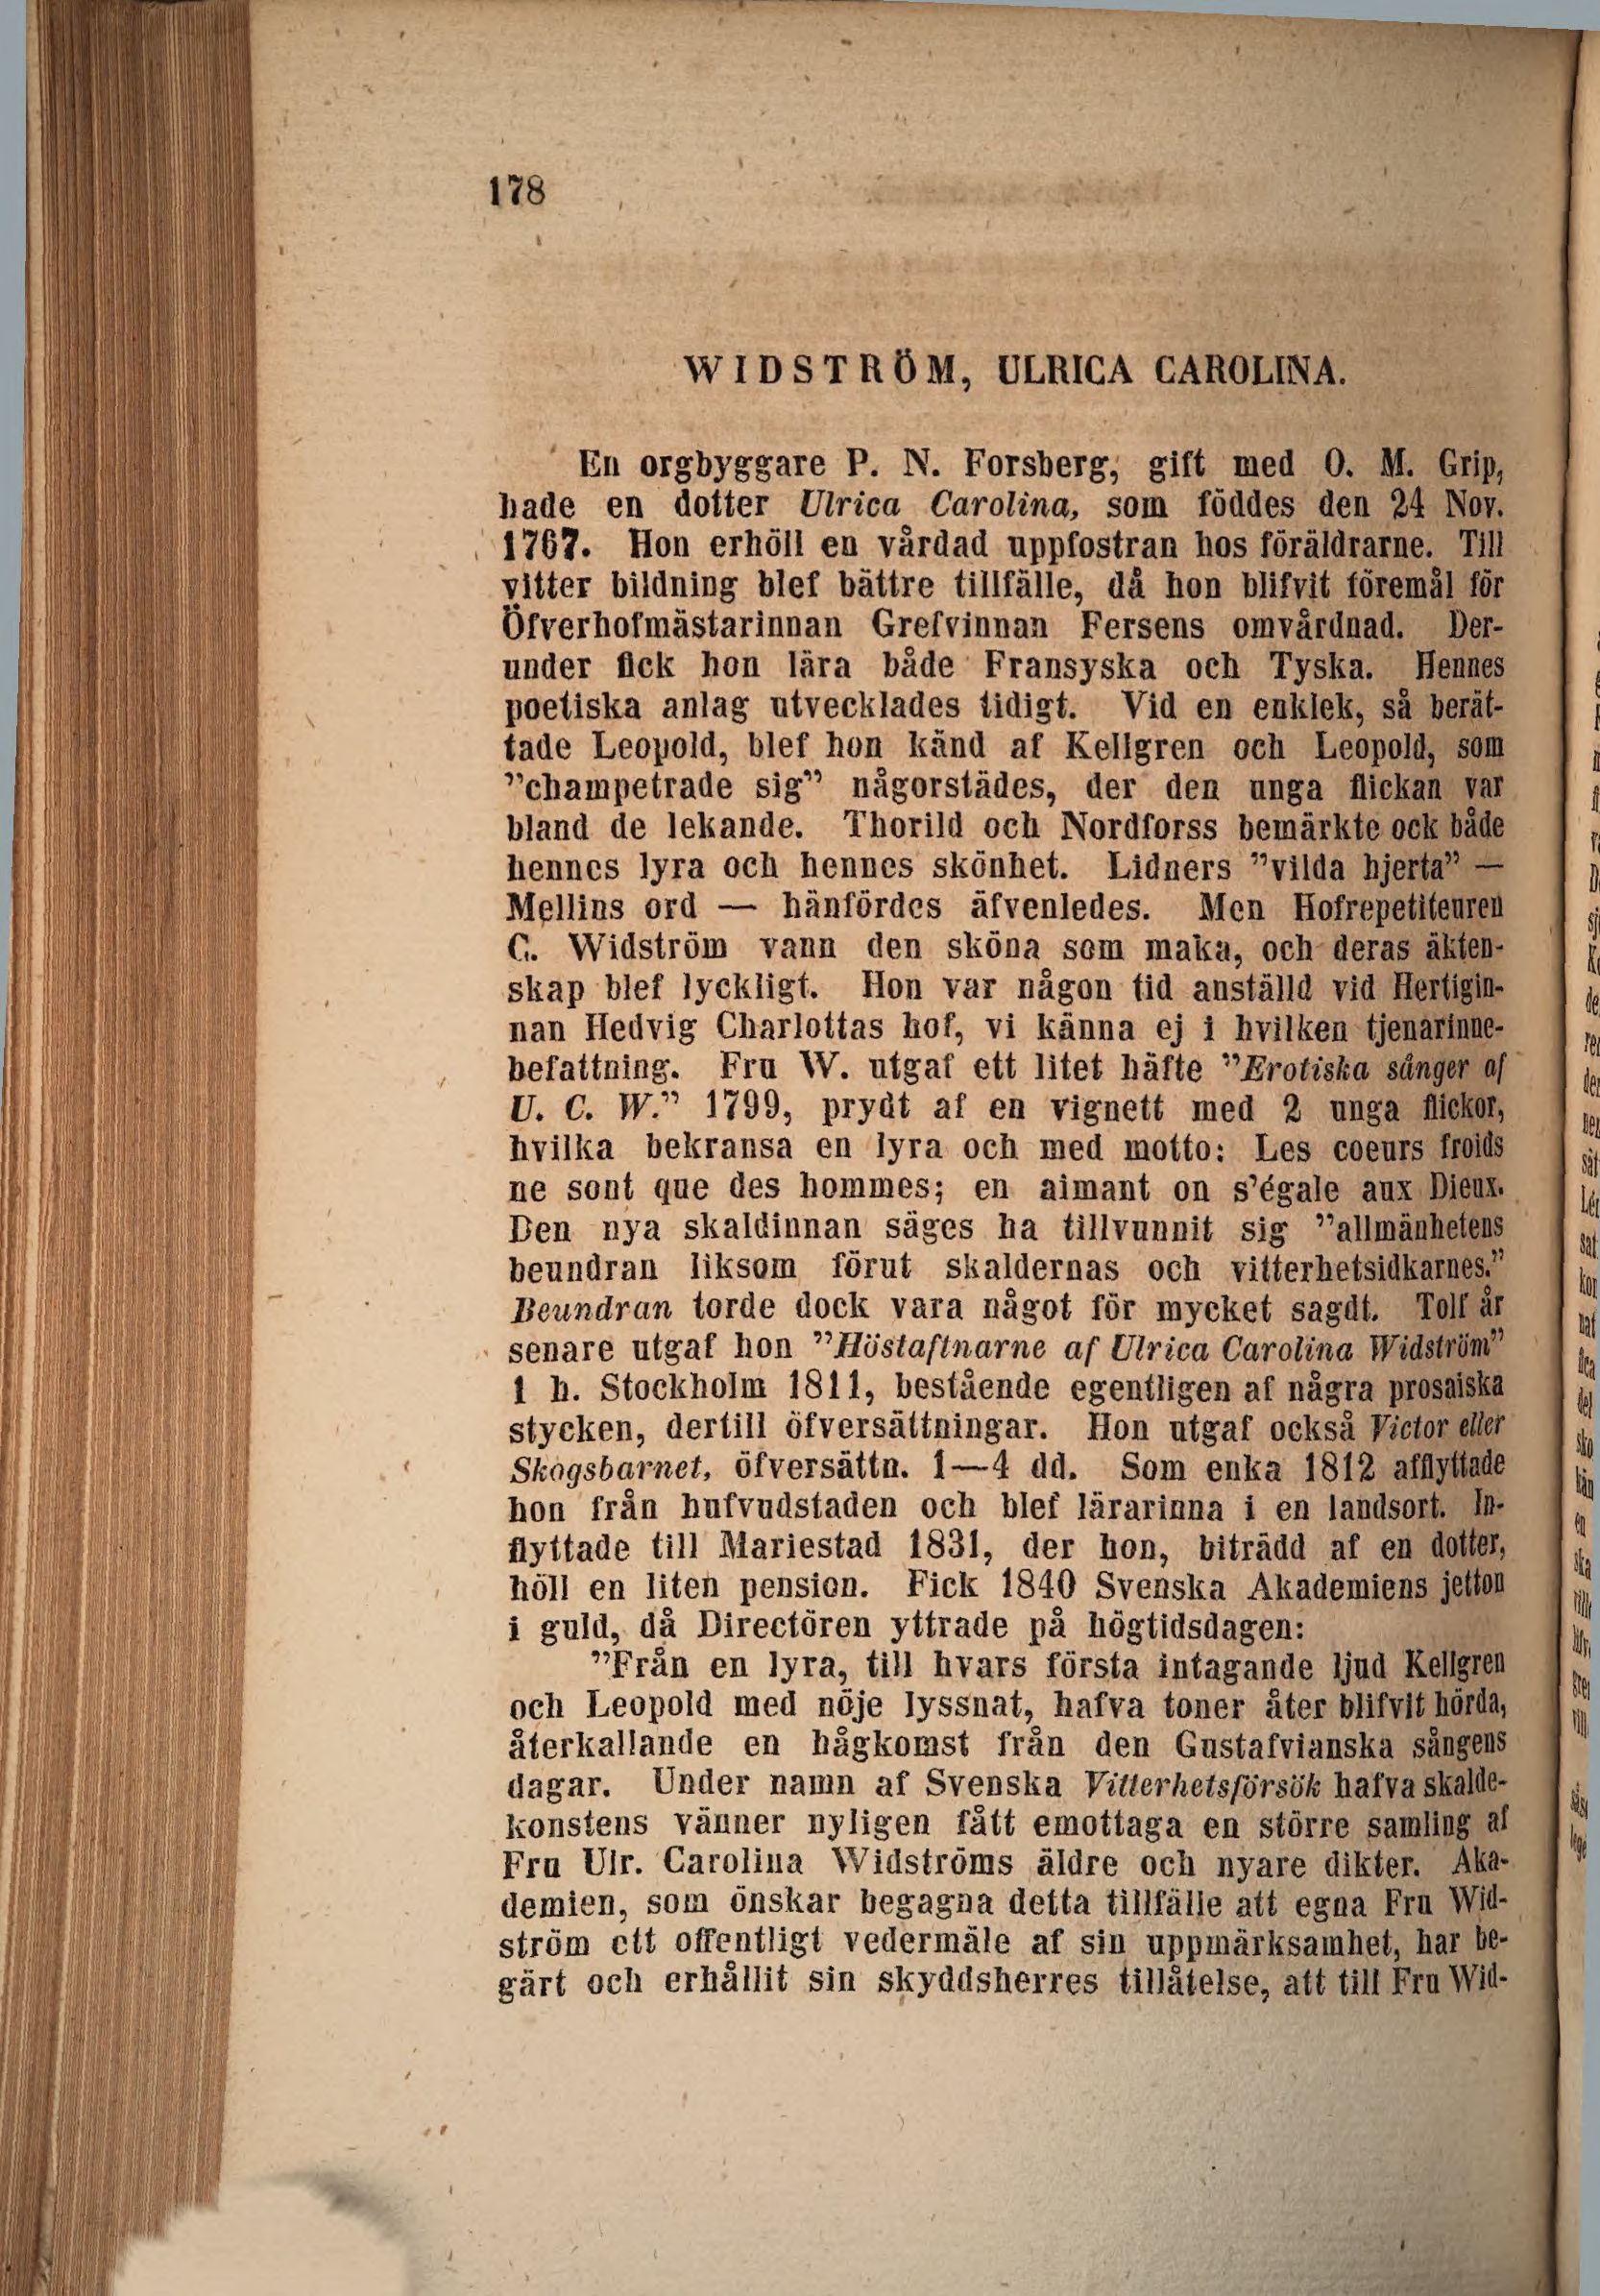 178
WIDSTRÖM, ULRICA CAROLINA.
En orgbyggare P. N. Forsberg, gift med O. M. Grip,
hade en dotter Ulrica Carolina, som föddes den 24 Nov.
1767. Hon erhöll en vårdad uppfostran hos föräldrarne. Till
vitter bildning blef bättre tillfälle, då hon blifvit föremål för
Öfverhofmästarinnan Grefvinnan Fersens omvårdnad. Der-
under fick hon lära både Fransyska och Tyska. Hennes
poetiska anlag utvecklades tidigt. Vid en enklek, så berät-
tade Leopold, blef hon känd af Kellgren och Leopold, som
”champetrade sig” någorstädes, der den unga flickan var
bland de lekande. Thorild och Nordforss bemärkte ock både
hennes lyra och hennes skönhet. Lidners ”vilda hjerta” —
Mellins ord — hänfördes äfvenledes. Men Hofrepetiteuren
C. Widström vann den sköna som maka, och deras äkten-
skap blef lyckligt. Hon var någon tid anställd vid Hertigin-
nan Hedvig Charlottas hof, vi känna ej i hvilken tjenarinne-
befattning. Fru W. utgaf ett litet häfte ”Erotiska sånger af
U. C. W.” 1799, prydt af en vignett med 2 unga flickor,
hvilka bekransa en lyra och med motto: Les coeurs froids
ne sont que des hommes; en aimant on s’égale aux Dieux.
Den nya skaldinnan säges ha tillvunnit sig ”allmänhetens
beundran liksom förut skaldernas och vitterhetsidkarnes.”
Beundran torde dock vara något för mycket sagdt. Tolf år
senare utgaf hon ”Höstaftnarne af Ulrica Carolina Widström”
1 h. Stockholm 1811, bestående egentligen af några prosaiska
stycken, dertill öfversättningar. Hon utgaf också Victor eller
Skogsbarnet, öfversättn. 1—4 dd. Som enka 1812 afflyttade
hon från hufvudstaden och blef lärarinna i en landsort. In-
flyttade till Mariestad 1831, der hon, biträdd af en dotter,
höll en liten pension. Fick 1840 Svenska Akademiens jetton
i guld, då Directören yttrade på högtidsdagen:
”Från en lyra, till hvars första intagande ljud Kellgren
och Leopold med nöje lyssnat, hafva toner åter blifvit hörda,
återkallande en hågkomst från den Gustafvianska sångens
dagar. Under namn af Svenska Vitterhetsförsök hafva skalde-
konstens vänner nyligen fått emottaga en större samling af
Fru Ulr. Carolina Widströms äldre och nyare dikter. Aka-
demien, som önskar begagna detta tillfälle att egna Fru Wid-
ström ett offentligt vedermäle af sin uppmärksamhet, har be-
gärt och erhållit sin skyddsherres tillåtelse, att till Fru Wid-